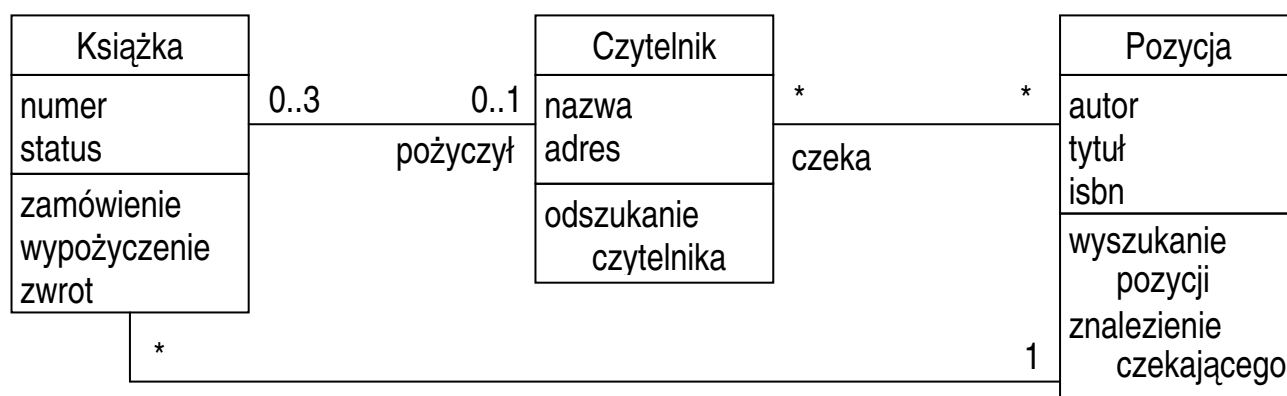 Książka
numer
status
zamówienie
wypożyczenie
zwrot
0..3
0..1
pożyczył
Czytelnik
nazwa
adres
odszukanie
czytelnika
*
*
czeka
Pozycja
autor
tytuł
isbn
wyszukanie
pozycji
znalezienie
czekającego
*
1